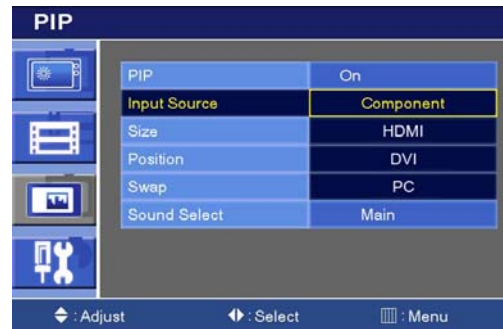 PIP
PIP On
Input Source Component
Size HDMI
Position DVI
Swap PC
Sound Select Main
: Adjust : Select : Menu